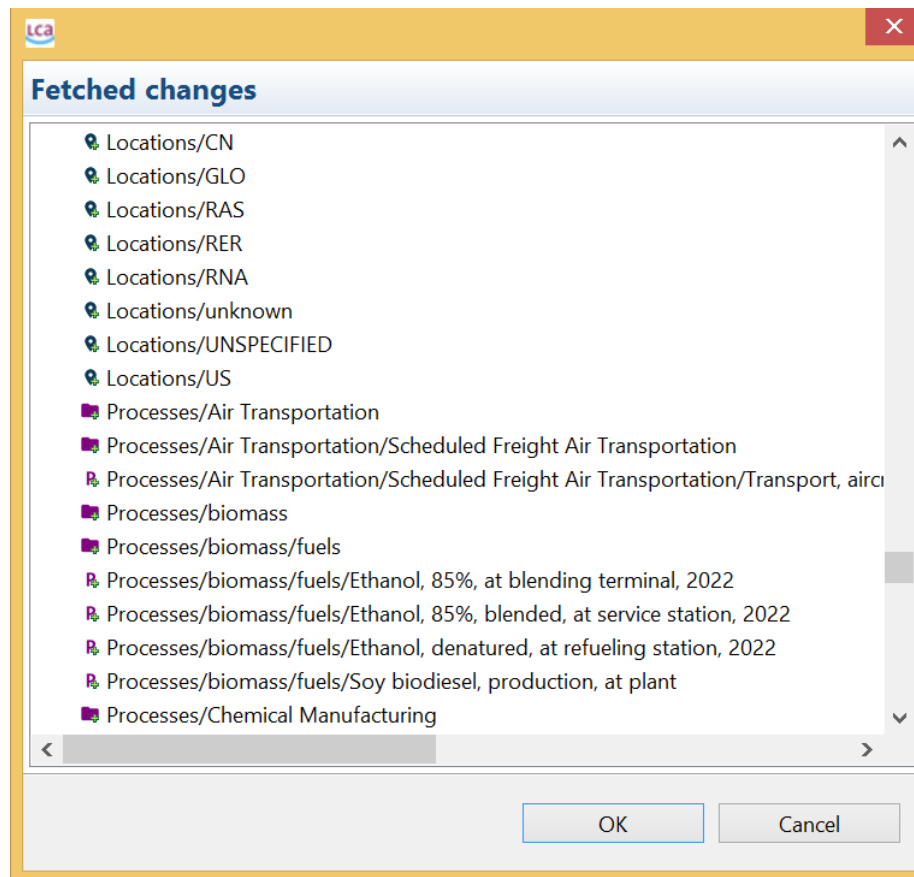 LCA
Fetched changes
Locations/CN
Locations/GLO
Locations/RAS
Locations/RER
Locations/RNA
Locations/unknown
Locations/UNSPECIFIED
Locations/US
Processes/Air Transportation
Processes/Air Transportation/Scheduled Freight Air Transportation
Processes/Air Transportation/Scheduled Freight Air Transportation/Transport, aircr
Processes/biomass
Processes/biomass/fuels
Processes/biomass/fuels/Ethanol, 85%, at blending terminal, 2022
Processes/biomass/fuels/Ethanol, 85%, blended, at service station, 2022
Processes/biomass/fuels/Ethanol, denatured, at refueling station, 2022
Processes/biomass/fuels/Soy biodiesel, production, at plant
Processes/Chemical Manufacturing
OK Cancel